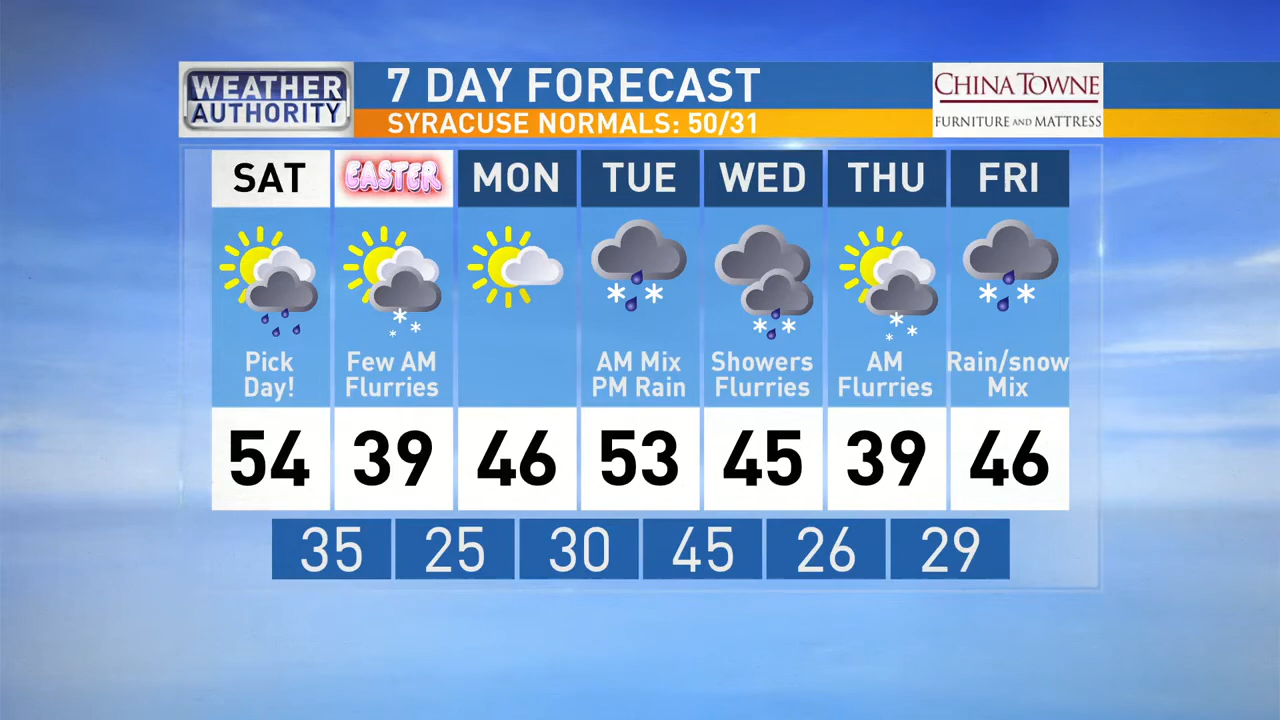 WEATHER
AUTHORITY
7 DAY FORECAST
SYRACUSE NORMALS: 50/31
CHINA TOWNE
FURNITURE AND MATTRESS
SAT EASTER MON TUE WED THU FRI
Pick Few AM AM Mix Showers AM Rain/snow
Day! Flurries PM Rain Flurries Flurries Mix
54 39 46 53 45 39 46
35 25 30 45 26 29